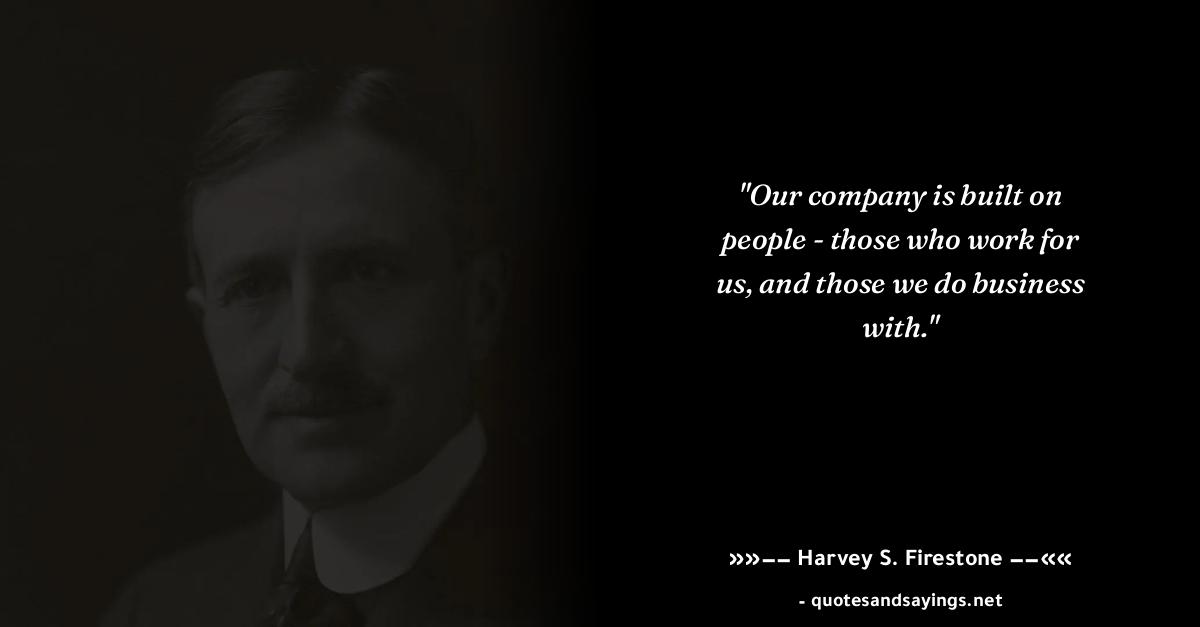 "Our company is built on
people - those who work for
us, and those we do business
with."
»»−− Harvey S. Firestone −−««
- quotesandsayings.net